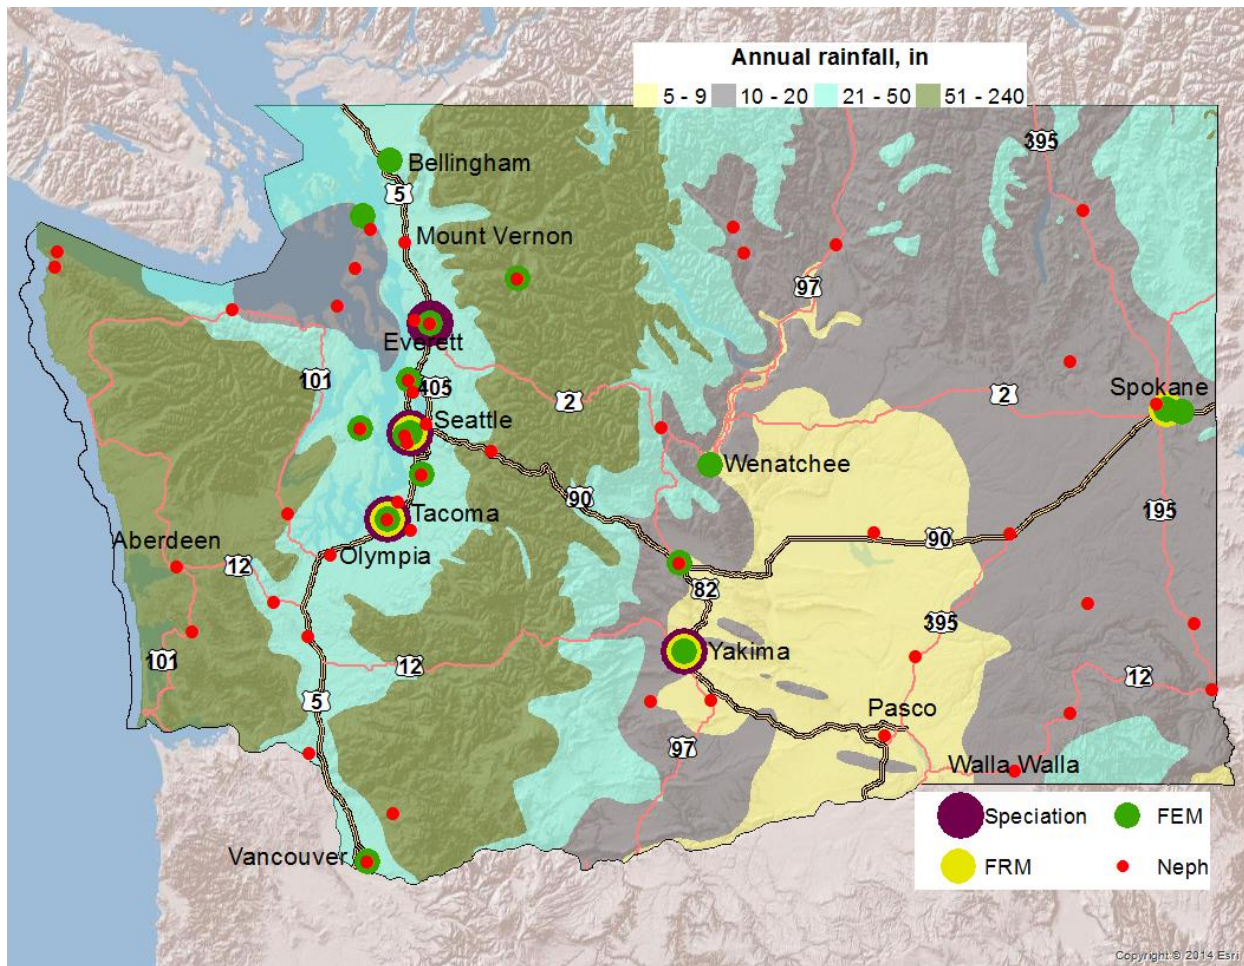 Annual rainfall, in
5 - 9 10 - 20 21 - 50 51 - 240
395
Bellingham
5
Mount Vernon
97
Everett
101
405
2
2
Spokane
Seattle
Wenatchee
90
195
Tacoma
Aberdeen
Olympia
90
12
82
395
Yakima
101
12
12
5
Pasco
97
Walla Walla
Speciation FEM
Vancouver
FRM Neph
Copyright:© 2014 Esri